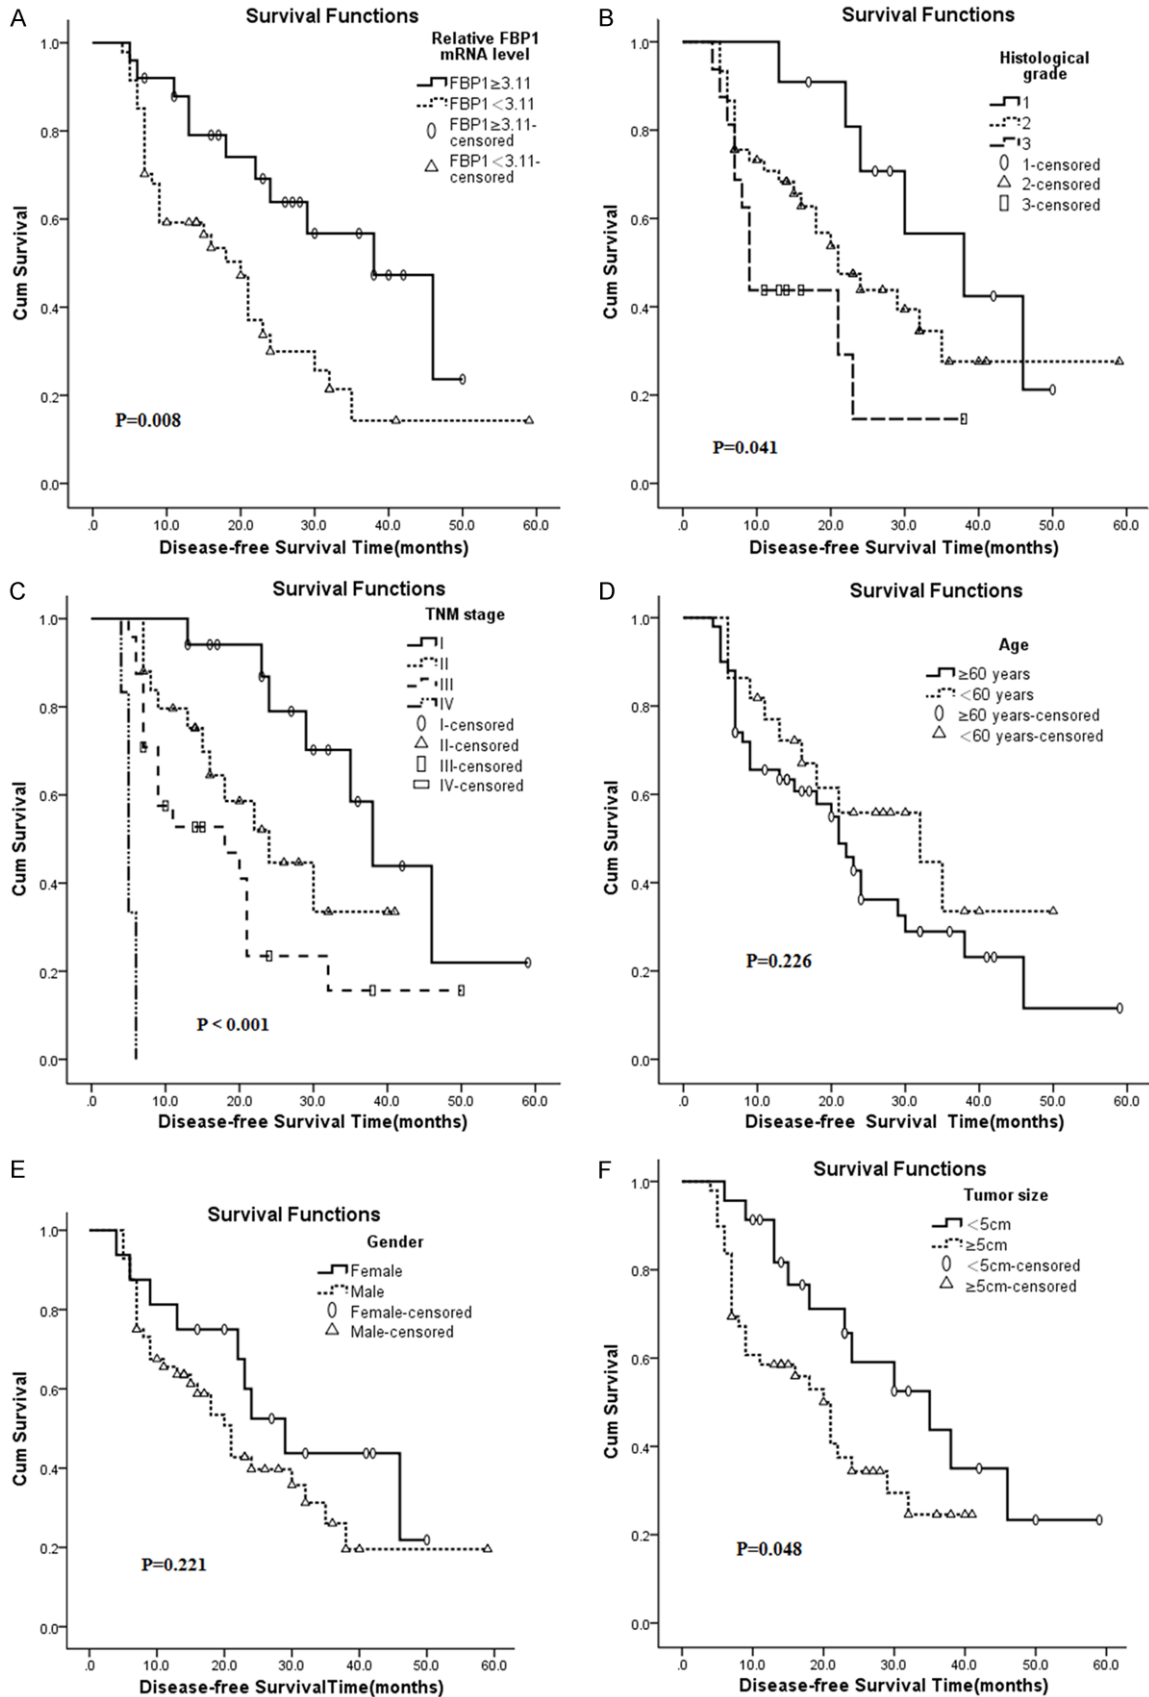 A
Survival Functions
Relative FBP1
mRNA level
FBP1≥3.11
FBP1<3.11
FBP1≥3.11-
censored
FBP1<3.11-
censored
Cum Survival
1.0
0.8
0.6
0.4
0.2
0.0
P=0.008
.0 10.0 20.0 30.0 40.0 50.0 60.0
Disease-free Survival Time(months)
B
Survival Functions
Histological
grade
1
2
3
1-censored
2-censored
3-censored
Cum Survival
1.0
0.8
0.6
0.4
0.2
0.0
P=0.041
.0 10.0 20.0 30.0 40.0 50.0 60.0
Disease-free Survival Time(months)
C
Survival Functions
TNM stage
I
II
III
IV
I-censored
II-censored
III-censored
IV-censored
Cum Survival
1.0
0.8
0.6
0.4
0.2
0.0
P < 0.001
.0 10.0 20.0 30.0 40.0 50.0 60.0
Disease-free Survival Time(months)
D
Survival Functions
Age
≥60 years
<60 years
≥60 years-censored
<60 years-censored
Cum Survival
1.0
0.8
0.6
0.4
0.2
0.0
P=0.226
.0 10.0 20.0 30.0 40.0 50.0 60.0
Disease-free Survival Time(months)
E
Survival Functions
Gender
Female
Male
Female-censored
Male-censored
Cum Survival
1.0
0.8
0.6
0.4
0.2
0.0
P=0.221
.0 10.0 20.0 30.0 40.0 50.0 60.0
Disease-free SurvivalTime(months)
F
Survival Functions
Tumor size
<5cm
≥5cm
<5cm-censored
≥5cm-censored
Cum Survival
1.0
0.8
0.6
0.4
0.2
0.0
P=0.048
.0 10.0 20.0 30.0 40.0 50.0 60.0
Disease-free Survival Time(months)